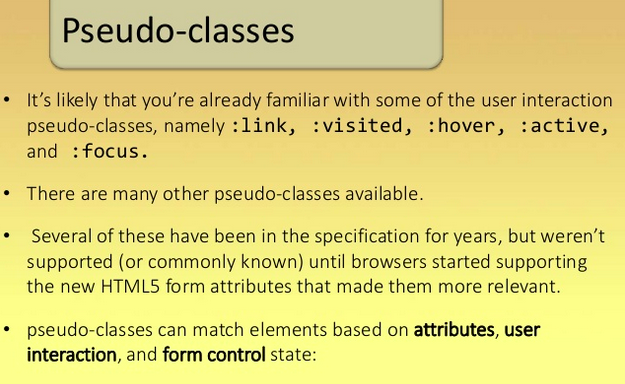 Pseudo-classes
• It's likely that you're already familiar with some of the user interaction
pseudo-classes, namely :link, :visited, :hover, :active,
and :focus.
• There are many other pseudo-classes available.
• Several of these have been in the specification for years, but weren't
supported (or commonly known) until browsers started supporting
the new HTML5 form attributes that made them more relevant.
• pseudo-classes can match elements based on attributes, user
interaction, and form control state: